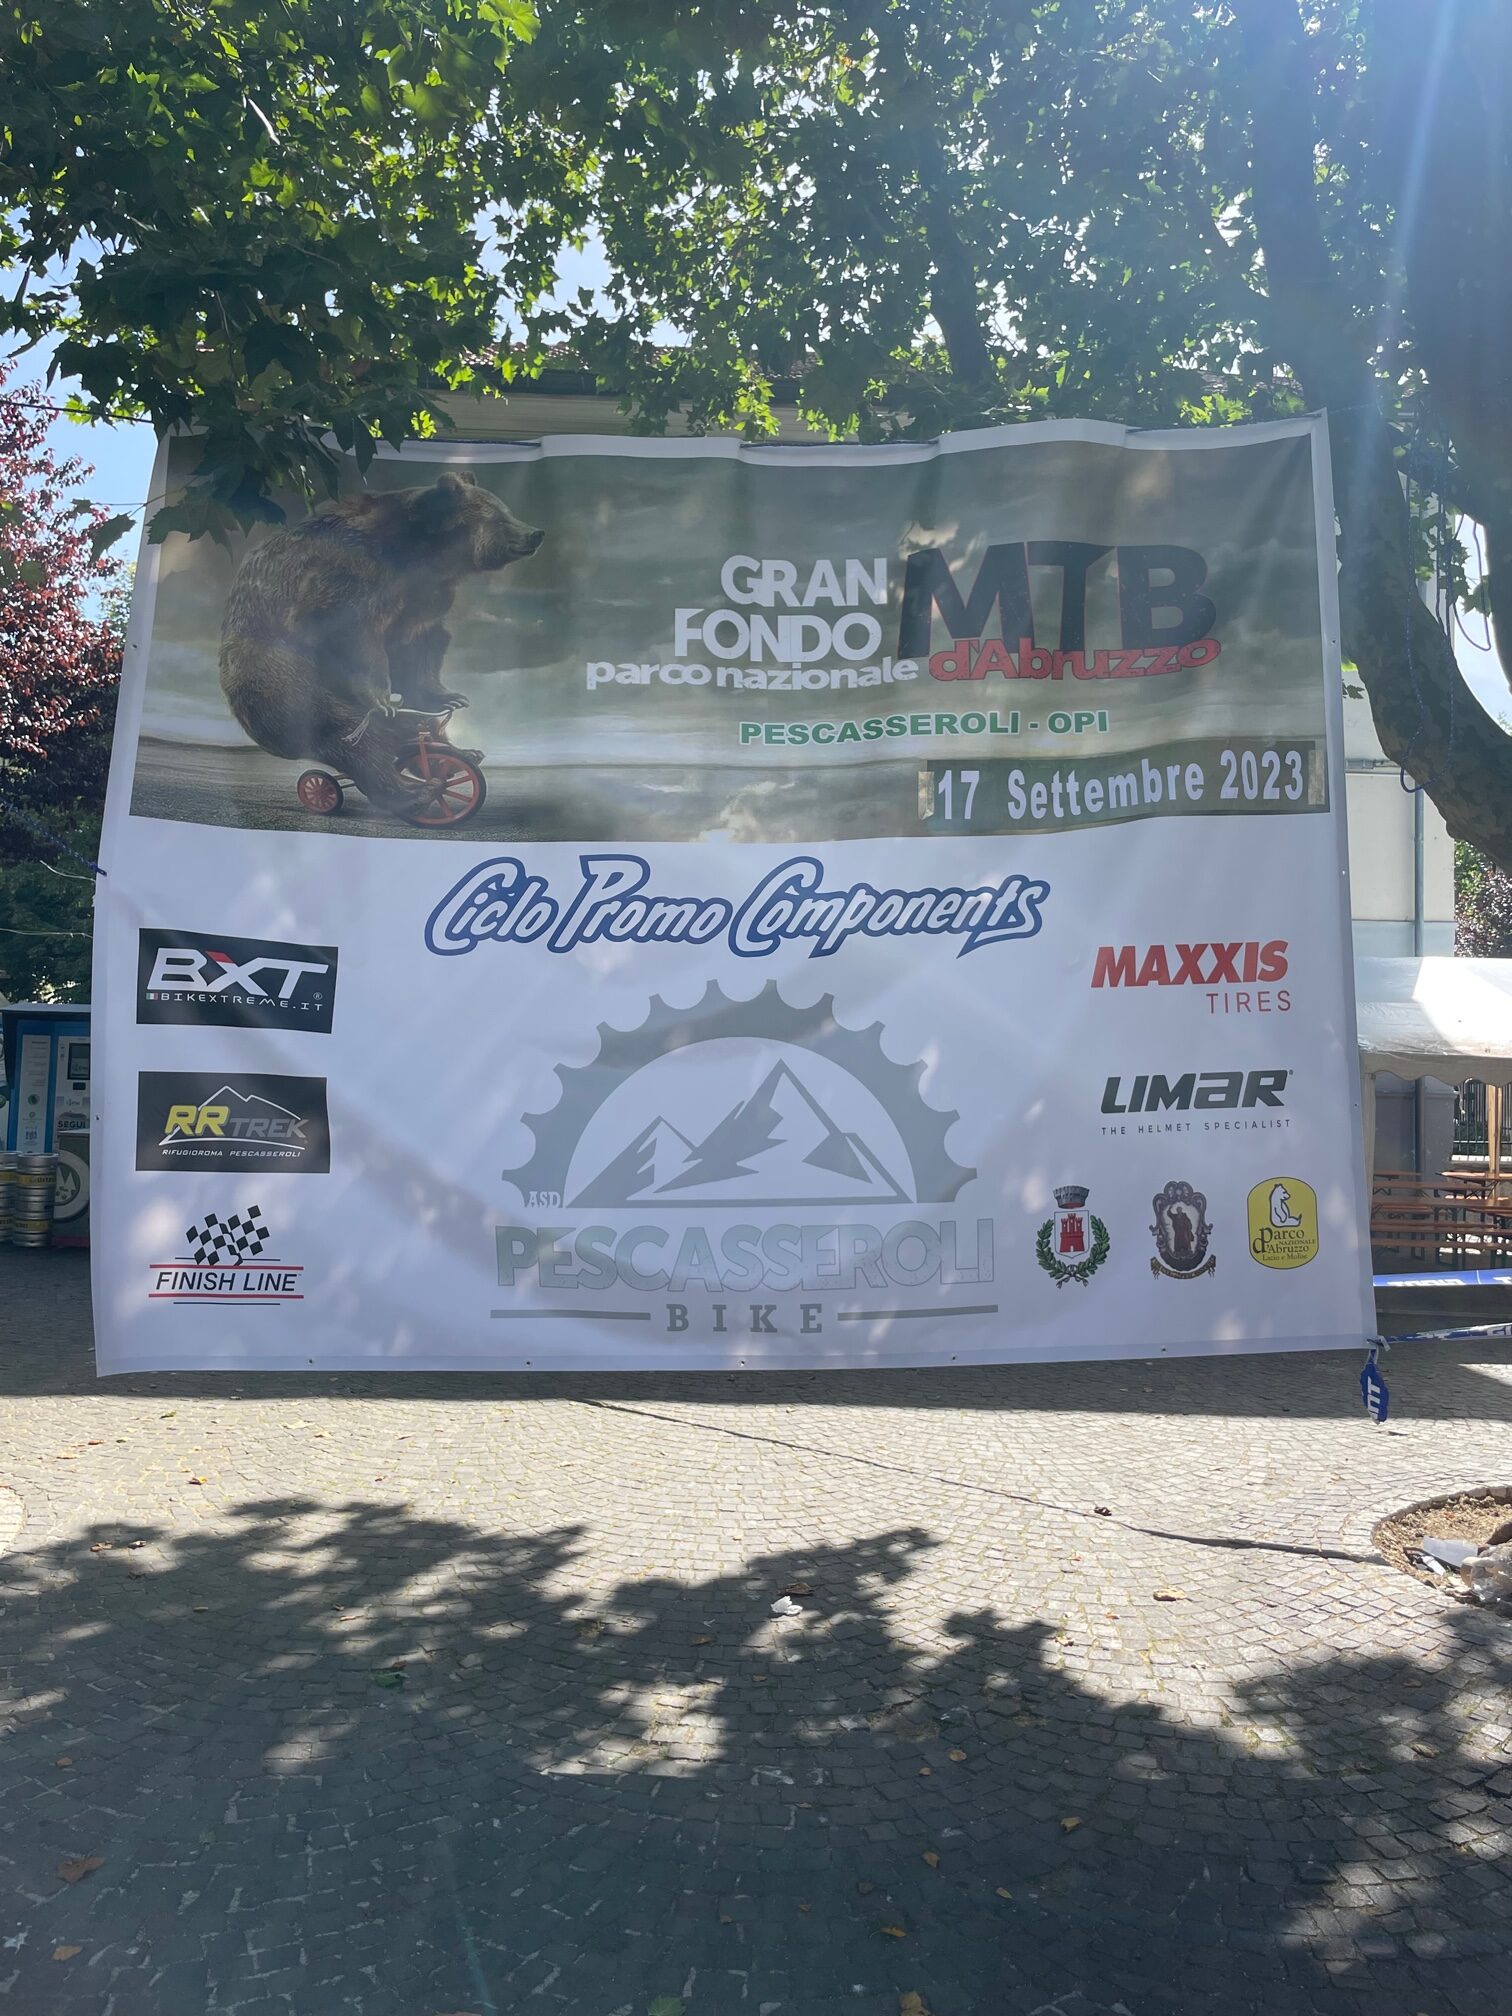 GRAN
FONDO
MTB
parco nazionale
d'Abruzzo
PESCASSEROLI - OPI
17 Settembre 2023
Ciclo Promo Components
BXT
BIKEXTREME.IT
MAXXIS
TIRES
RR TREK
RIFUGIOROMA PESCASSEROLI
LIMAR
THE HELMET SPECIALIST
FINISH LINE
ASD
PESCASSEROLI
BIKE
Parco
NAZIONALE
d'Abruzzo
Lazio e Molise
SEGUI